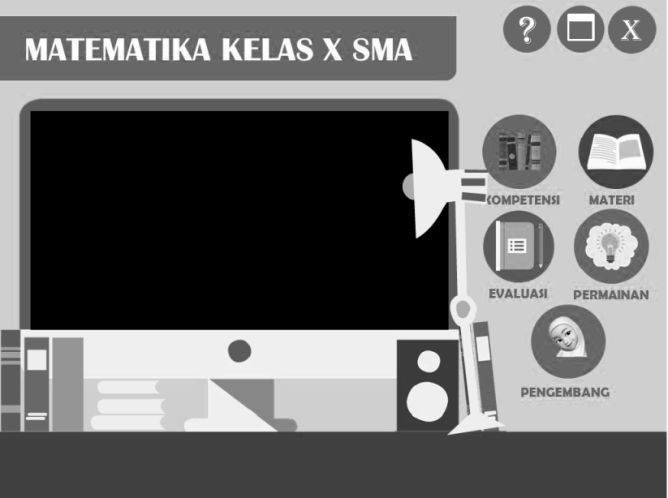 MATEMATIKA KELAS X SMA
?
X
KOMPETENSI
MATERI
EVALUASI
PERMAINAN
PENGEMBANG